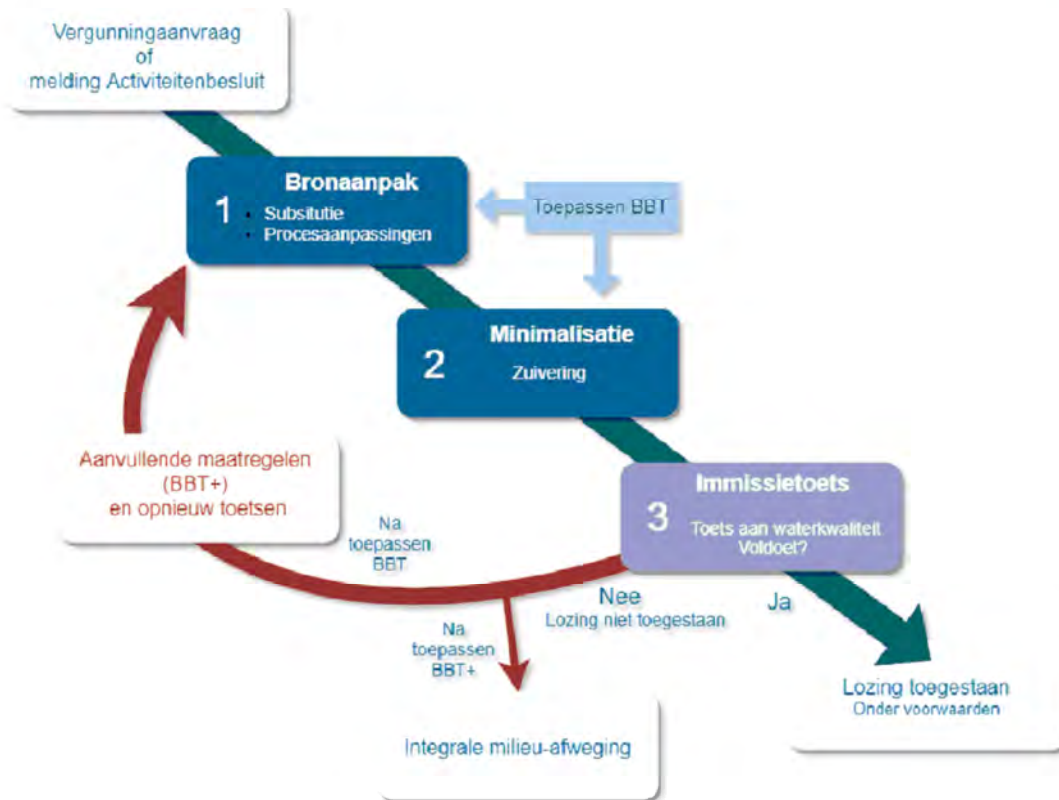 Vergunningaanvraag
of
melding Activiteitenbesluit
1
Bronaanpak
• Subsitutie
• Procesaanpassingen
Toepassen BBT
2
Minimalisatie
Zuivering
3
Immissietoets
Toets aan waterkwaliteit
Voldoet?
Aanvullende maatregelen
(BBT+)
en opnieuw toetsen
Na
toepassen
BBT
Nee
Lozing niet toegestaan
Ja
Na
toepassen
BBT+
Lozing toegestaan
Onder voorwaarden
Integrale milieu-afweging